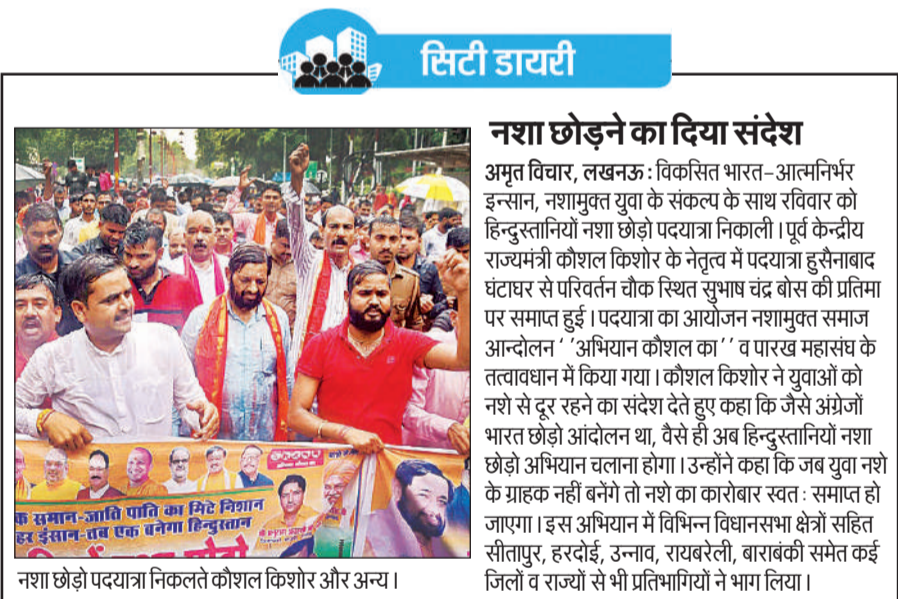 सिटी डायरी
नशा छोड़ने का दिया संदेश
अमृत विचार, लखनऊ : विकसित भारत-आत्मनिर्भर
इन्सान, नशामुक्त युवा के संकल्प के साथ रविवार को
हिन्दुस्तानियों नशा छोड़ो पदयात्रा निकाली। पूर्व केन्द्रीय
राज्यमंत्री कौशल किशोर के नेतृत्व में पदयात्रा हुसैनाबाद
घंटाघर से परिवर्तन चौक स्थित सुभाष चंद्र बोस की प्रतिमा
पर समाप्त हुई। पदयात्रा का आयोजन नशामुक्त समाज
आन्दोलन ' 'अभियान कौशल का' ' व पारख महासंघ के
तत्वावधान में किया गया। कौशल किशोर ने युवाओं को
नशे से दूर रहने का संदेश देते हुए कहा कि जैसे अंग्रेजों
भारत छोड़ो आंदोलन था, वैसे ही अब हिन्दुस्तानियों नशा
छोड़ो अभियान चलाना होगा। उन्होंने कहा कि जब युवा नशे
के ग्राहक नहीं बनेंगे तो नशे का कारोबार स्वत: समाप्त हो
जाएगा। इस अभियान में विभिन्न विधानसभा क्षेत्रों सहित
सीतापुर, हरदोई, उन्नाव, रायबरेली, बाराबंकी समेत कई
जिलों व राज्यों से भी प्रतिभागियों ने भाग लिया।
क समान-जाति पाति का मिटे निशान
हर इंसान-तब एक बनेगा हिन्दुस्तान
नशा छोड़ो पदयात्रा निकलते कौशल किशोर और अन्य।